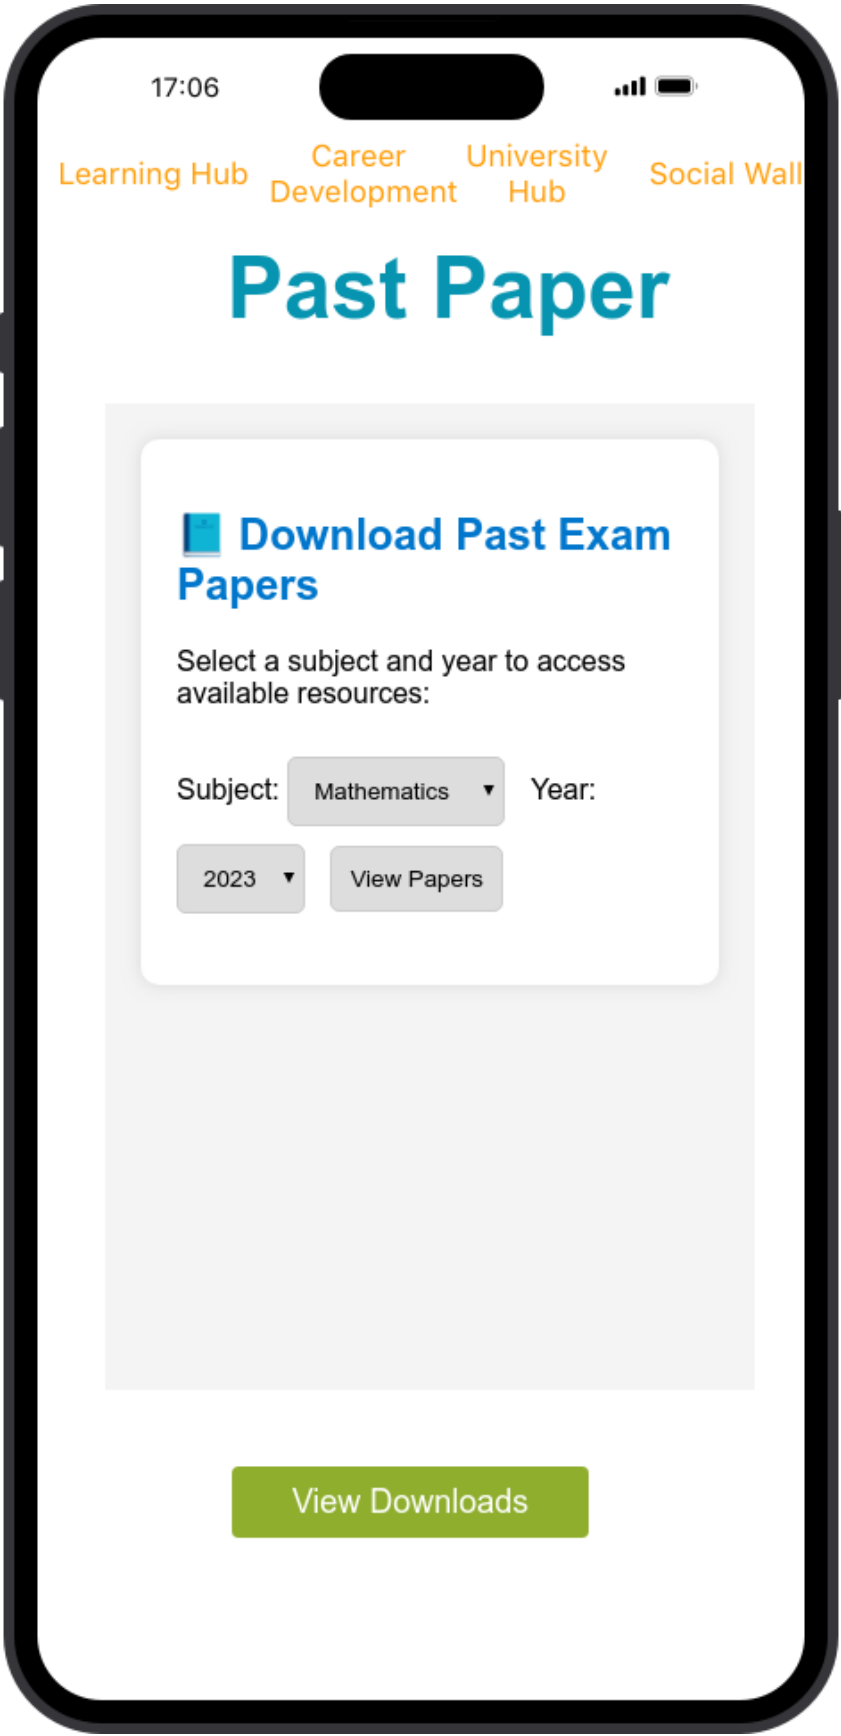 17:06
Learning Hub
Career
Development
University
Hub
Social Wall
Past Paper
📘 Download Past Exam
Papers
Select a subject and year to access
available resources:
Subject: Mathematics ▼ Year:
2023 ▼ View Papers
View Downloads